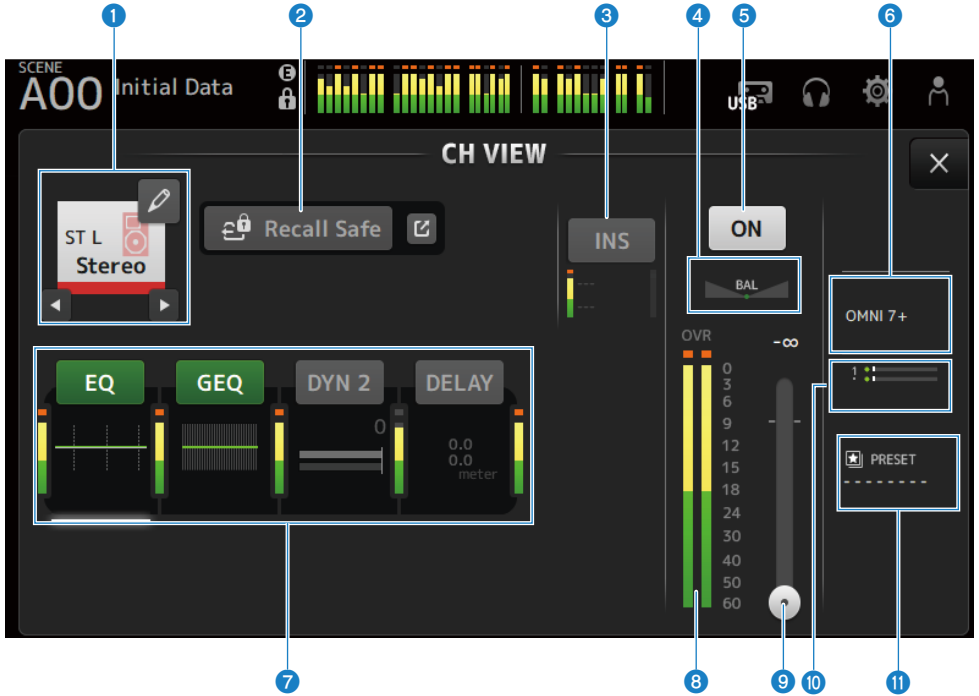 1 2 3 4 5 6
SCENE
A00 Initial Data
E
USB
CH VIEW
ST L
Stereo
Recall Safe
INS
---
---
ON
BAL
OMNI 7+
OVR
-∞
1
0
3
6
9
12
15
18
24
30
40
50
60
EQ GEQ DYN 2 DELAY
0
0.0
0.0
meter
PRESET
--------
7 8 9 10 11